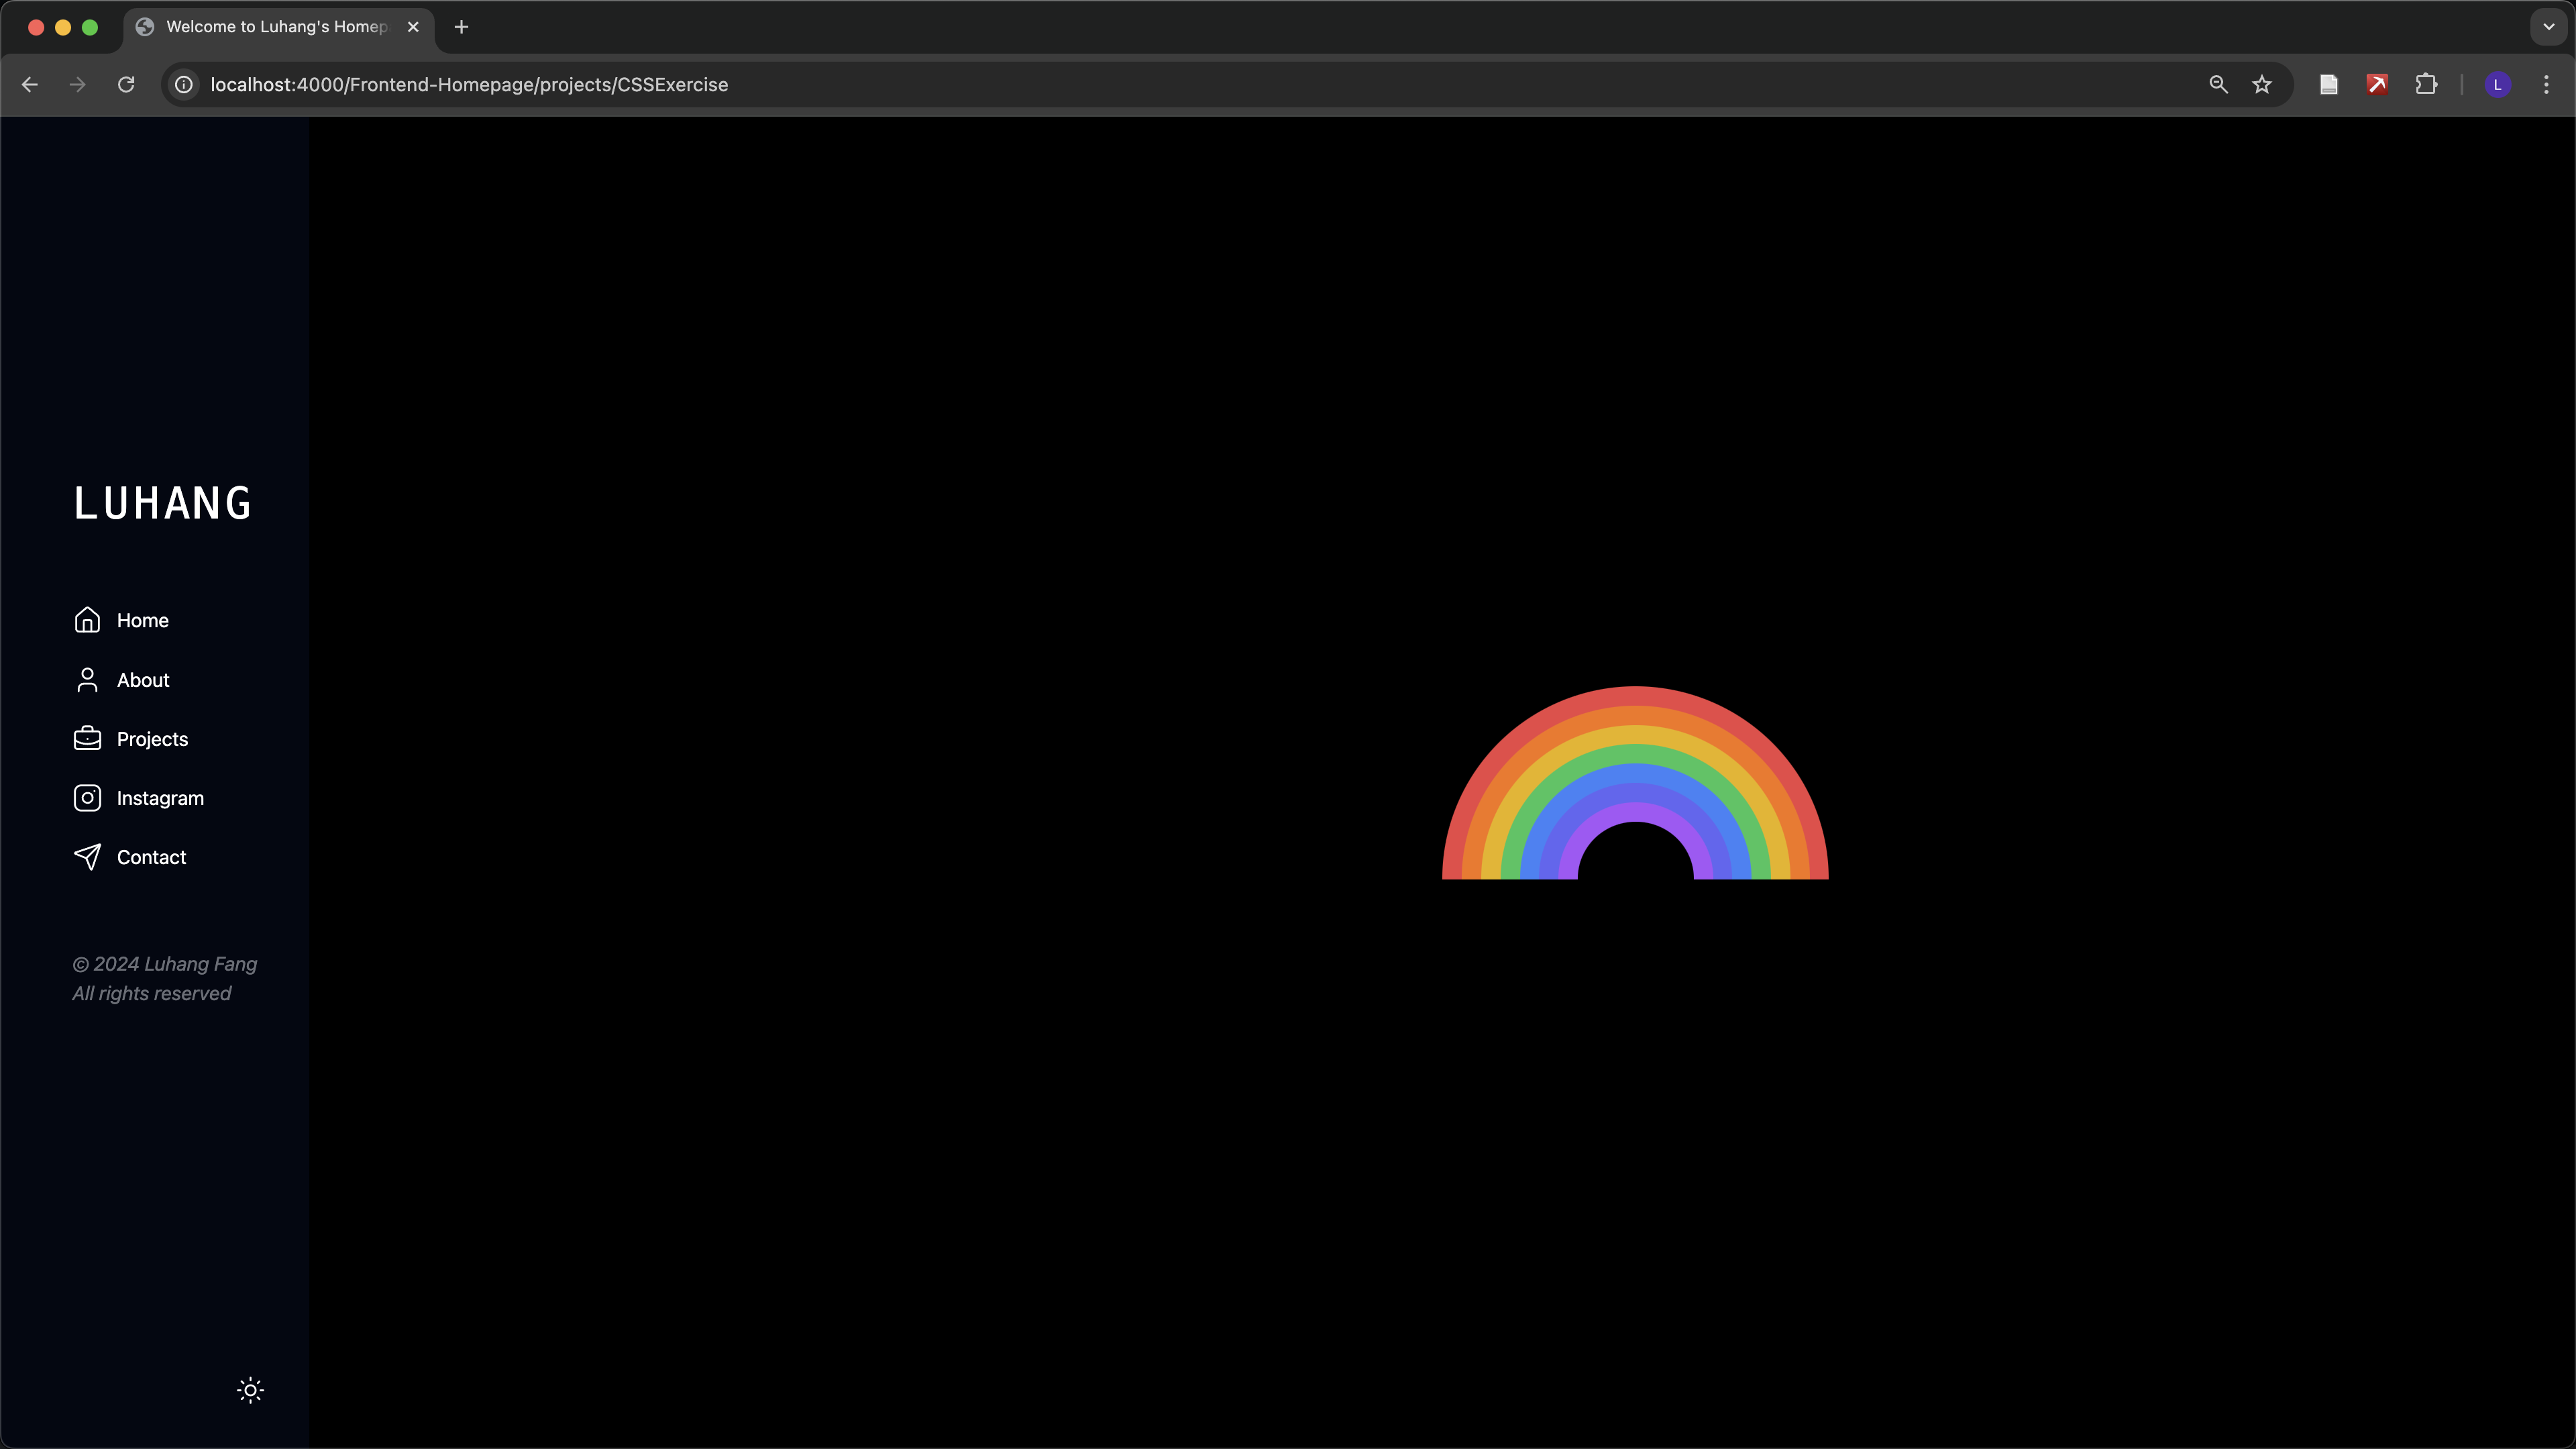 Welcome to Luhang's Homep
localhost:4000/Frontend-Homepage/projects/CSSExercise
L
LUHANG
Home
About
Projects
Instagram
Contact
© 2024 Luhang Fang
All rights reserved